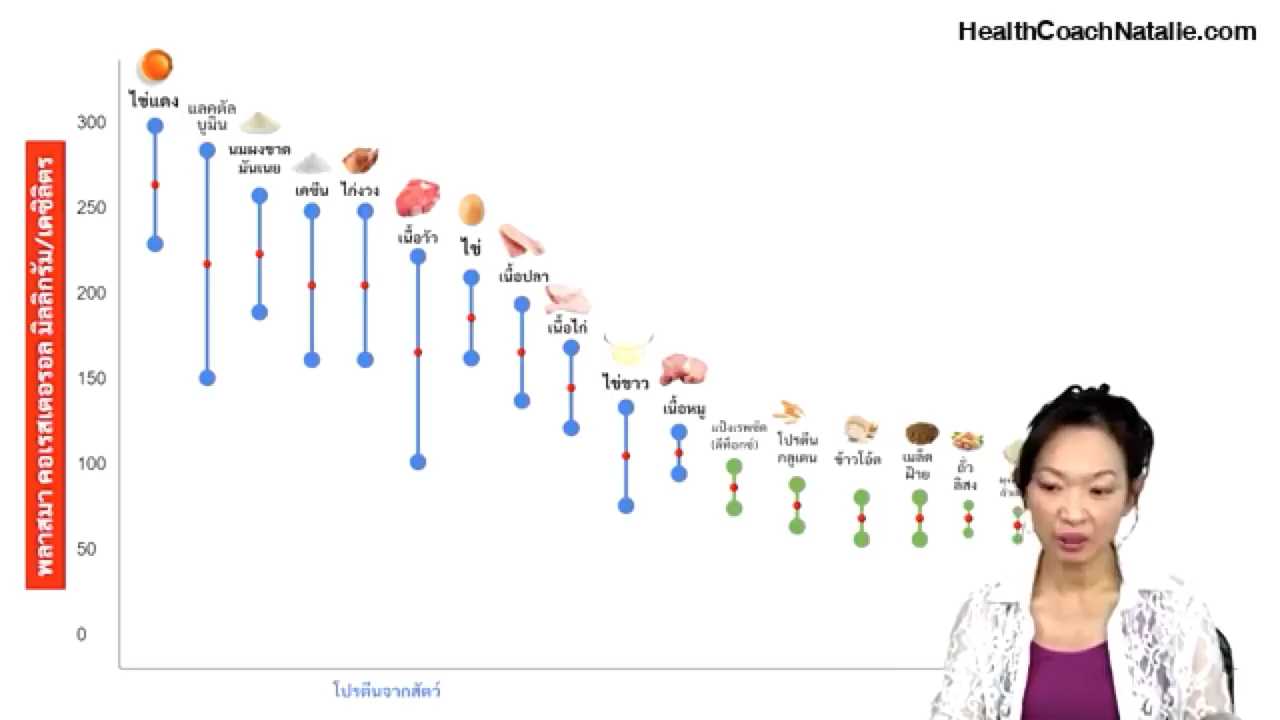 HealthCoachNatalie.com
พลาสมา คอเรสเตอรอล มิลลิกรัม/เดซิลิตร
300
250
200
150
100
50
0
ไข่แดง
แลคตัล
บูมิน
นมผงขาด
มันเนย
เคซีน
ไก่งวง
เนื้อวัว
ไข่
เนื้อปลา
เนื้อไก่
ไข่ขาว
เนื้อหมู
แป้งเรพซีด
(ดีท็อกซ์)
โปรตีน
กลูเตน
ข้าวโอ๊ต
เมล็ด
ฝ้าย
ถั่ว
ลิสง
โปรตีนจากสัตว์